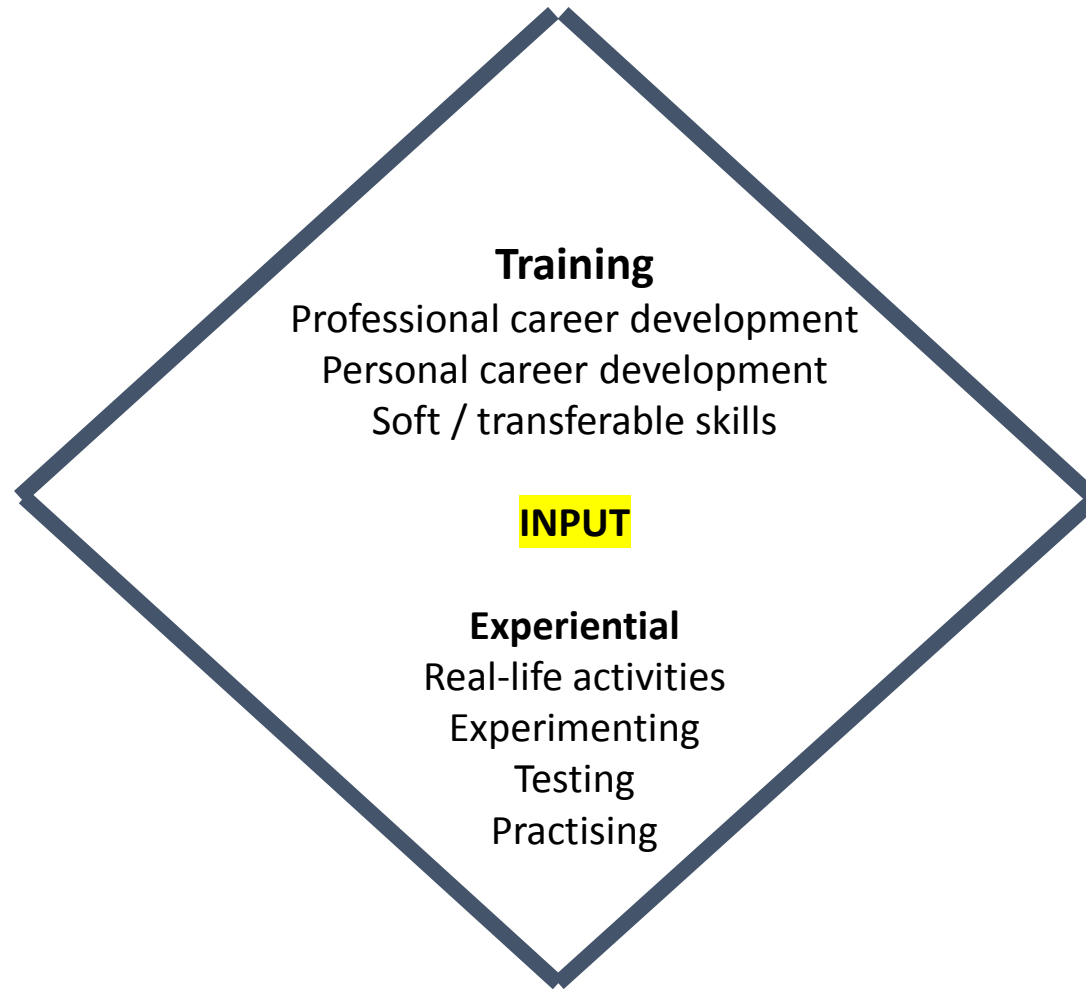 Training
Professional career development
Personal career development
Soft / transferable skills
INPUT
Experiential
Real-life activities
Experimenting
Testing
Practising